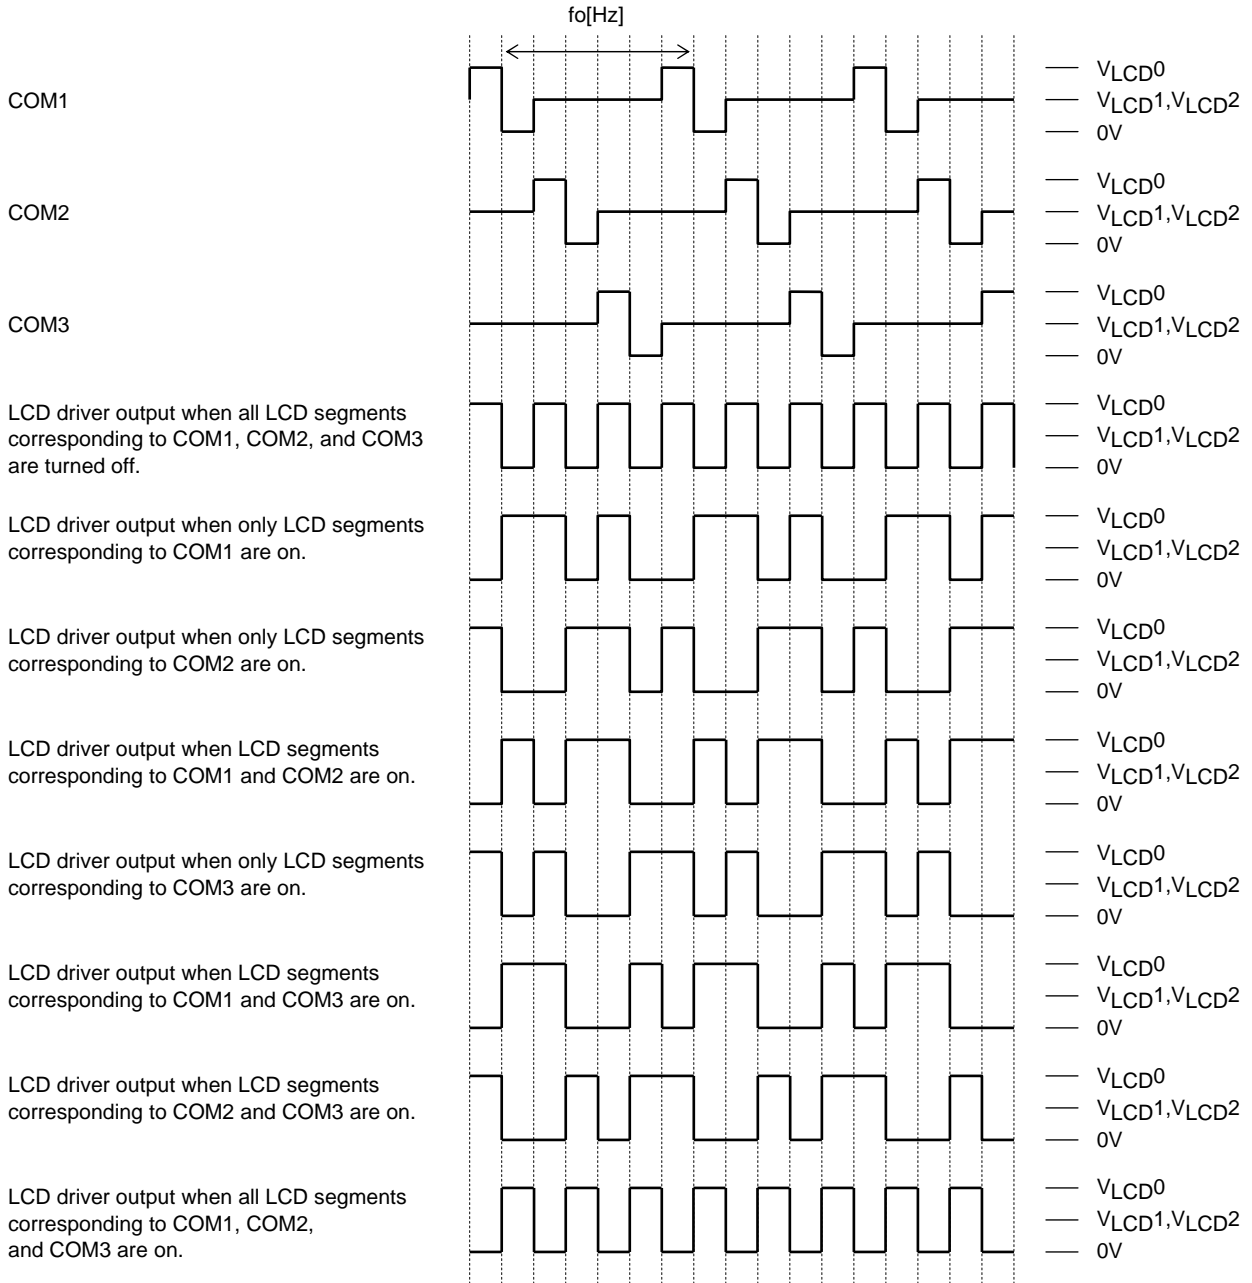 fo[Hz]
COM1
VLCD0
VLCD1,VLCD2
0V
COM2
VLCD0
VLCD1,VLCD2
0V
COM3
VLCD0
VLCD1,VLCD2
0V
LCD driver output when all LCD segments
corresponding to COM1, COM2, and COM3
are turned off.
VLCD0
VLCD1,VLCD2
0V
LCD driver output when only LCD segments
corresponding to COM1 are on.
VLCD0
VLCD1,VLCD2
0V
LCD driver output when only LCD segments
corresponding to COM2 are on.
VLCD0
VLCD1,VLCD2
0V
LCD driver output when LCD segments
corresponding to COM1 and COM2 are on.
VLCD0
VLCD1,VLCD2
0V
LCD driver output when only LCD segments
corresponding to COM3 are on.
VLCD0
VLCD1,VLCD2
0V
LCD driver output when LCD segments
corresponding to COM1 and COM3 are on.
VLCD0
VLCD1,VLCD2
0V
LCD driver output when LCD segments
corresponding to COM2 and COM3 are on.
VLCD0
VLCD1,VLCD2
0V
LCD driver output when all LCD segments
corresponding to COM1, COM2,
and COM3 are on.
VLCD0
VLCD1,VLCD2
0V